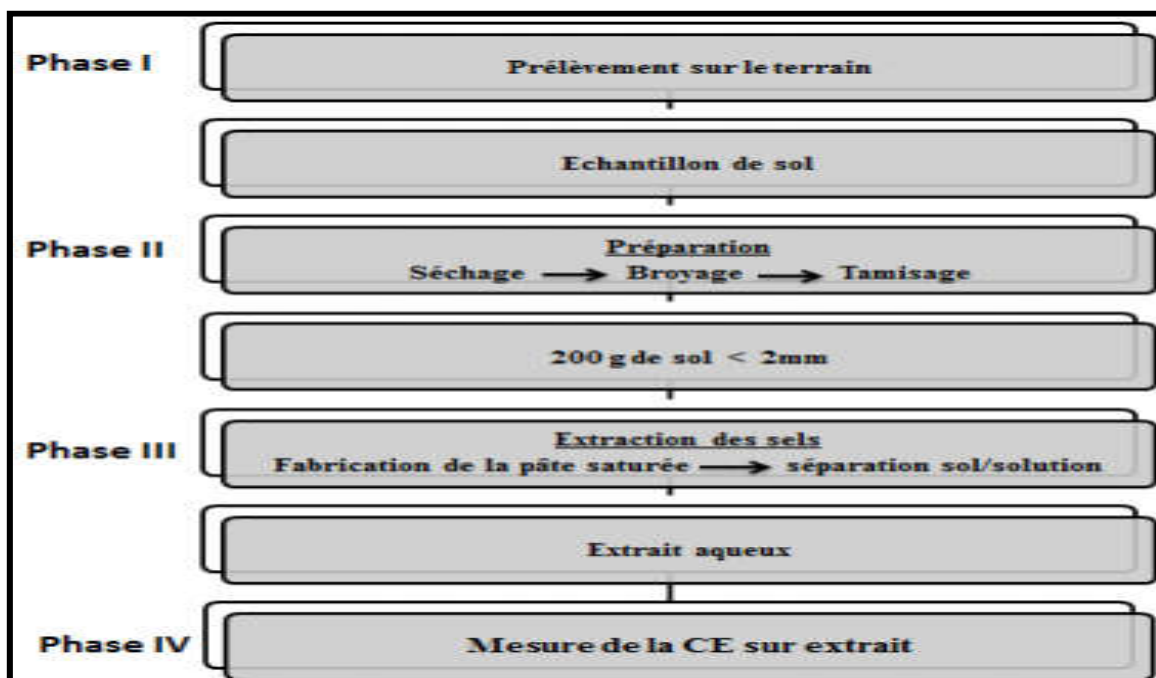 Phase I
Prélèvement sur le terrain
Echantillon de sol
Phase II
Préparation
Séchage → Broyage → Tamisage
200 g de sol < 2mm
Phase III
Extraction des sels
Fabrication de la pâte saturée → séparation sol/solution
Extrait aqueux
Phase IV
Mesure de la CE sur extrait